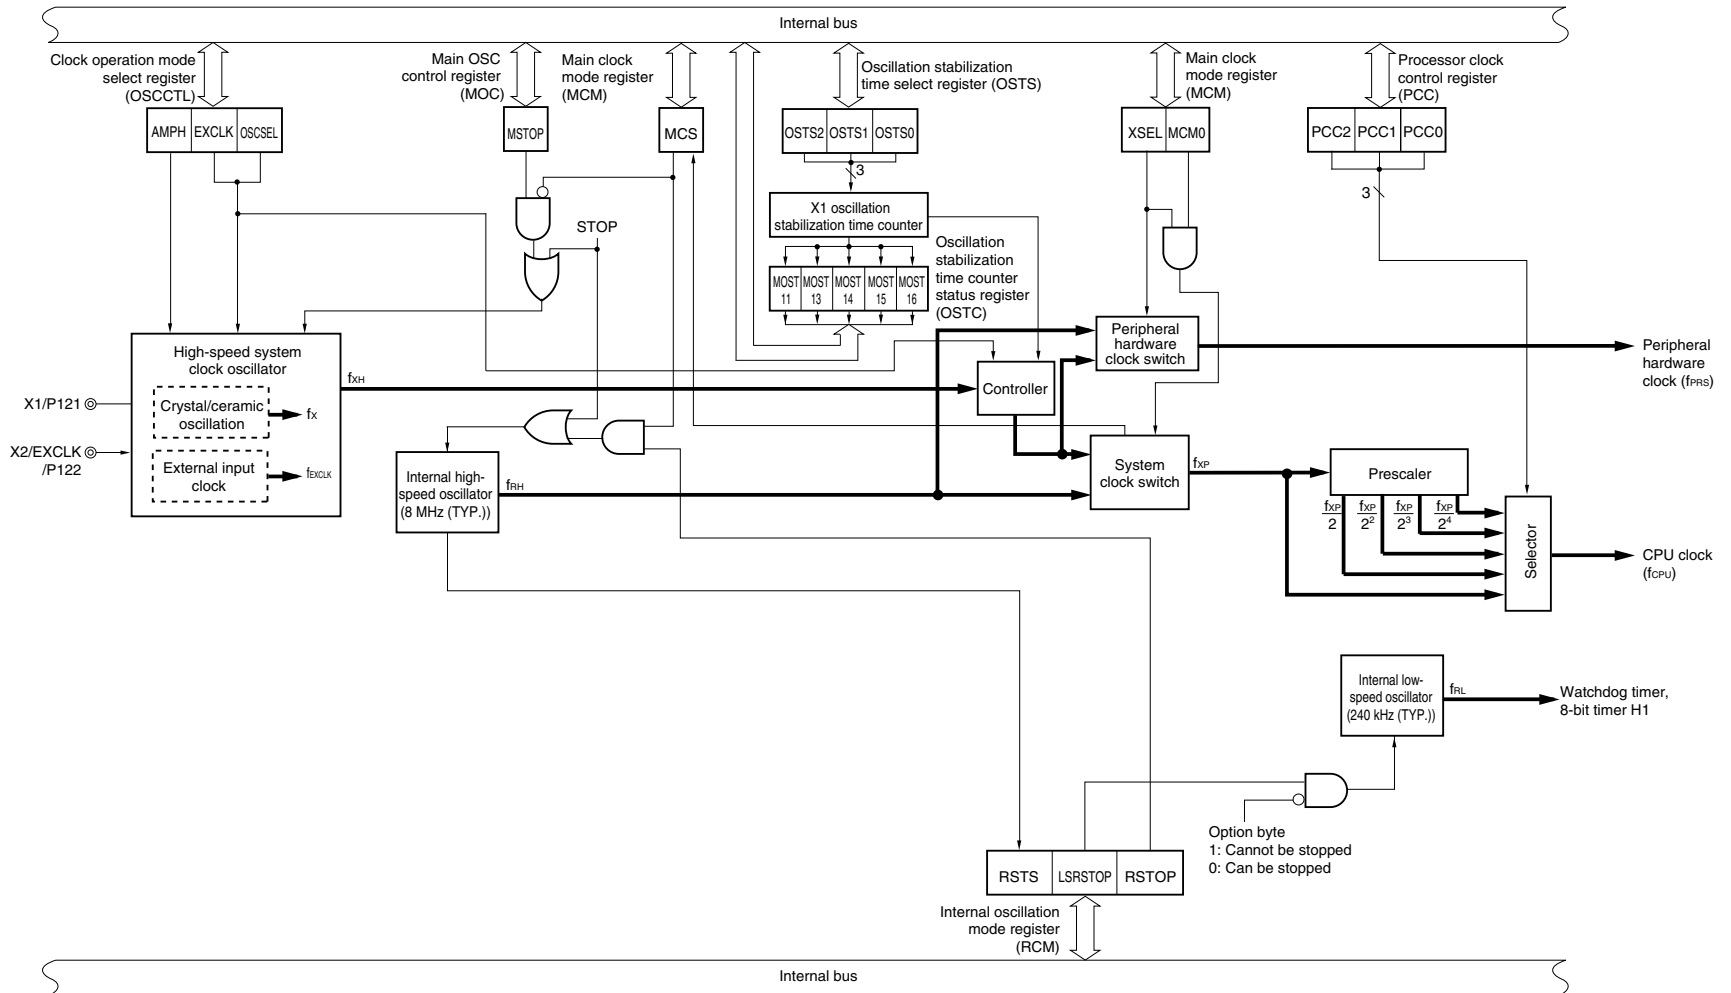 Internal bus
Clock operation mode
select register
(OSCCTL)
Main OSC
control register
(MOC)
Main clock
mode register
(MCM)
Oscillation stabilization
time select register (OSTS)
Main clock
mode register
(MCM)
Processor clock
control register
(PCC)
AMPH EXCLK OSCSEL
MSTOP
MCS
OSTS2 OSTS1 OSTS0
XSEL MCM0
PCC2 PCC1 PCC0
3
3
X1 oscillation
stabilization time counter
STOP
Oscillation
stabilization
time counter
status register
(OSTC)
MOST MOST MOST MOST MOST
11 13 14 15 16
High-speed system
clock oscillator
Crystal/ceramic
oscillation
fX
External input
clock
fEXCLK
X1/P121
X2/EXCLK
/P122
fXH
Controller
Peripheral
hardware
clock switch
Peripheral
hardware
clock (fPRS)
Internal high-
speed oscillator
(8 MHz (TYP.))
fRH
System
clock switch
fXP
Prescaler
fXP fXP fXP fXP
2 2² 2³ 2⁴
Selector
CPU clock
(fCPU)
Internal low-
speed oscillator
(240 kHz (TYP.))
fRL
Watchdog timer,
8-bit timer H1
Option byte
1: Cannot be stopped
0: Can be stopped
RSTS LSRSTOP RSTOP
Internal oscillation
mode register
(RCM)
Internal bus